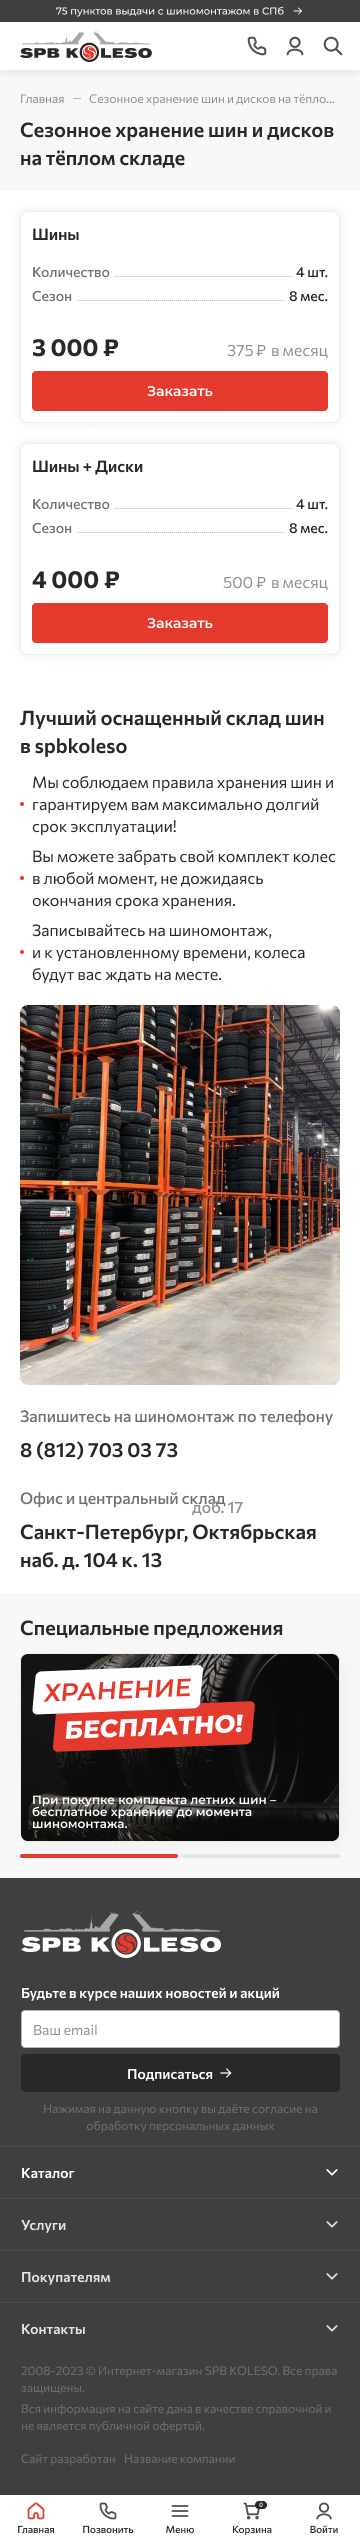 75 пунктов выдачи с шиномонтажом в СПб →
SPB KOLESO
Главная — Сезонное хранение шин и дисков на тёпло...
Сезонное хранение шин и дисков
на тёплом складе
Шины
Количество 4 шт.
Сезон 8 мес.
3 000 ₽ 375 ₽ в месяц
Заказать
Шины + Диски
Количество 4 шт.
Сезон 8 мес.
4 000 ₽ 500 ₽ в месяц
Заказать
Лучший оснащенный склад шин
в spbkoleso
Мы соблюдаем правила хранения шин и
гарантируем вам максимально долгий
срок эксплуатации!
Вы можете забрать свой комплект колес
в любой момент, не дожидаясь
окончания срока хранения.
Записывайтесь на шиномонтаж,
и к установленному времени, колеса
будут вас ждать на месте.
Запишитесь на шиномонтаж по телефону
8 (812) 703 03 73
Офис и центральный склад
доб. 17
Санкт-Петербург, Октябрьская
наб. д. 104 к. 13
Специальные предложения
ХРАНЕНИЕ
БЕСПЛАТНО!
При покупке комплекта летних шин –
бесплатное хранение до момента
шиномонтажа.
SPB KOLESO
Будьте в курсе наших новостей и акций
Ваш email
Подписаться →
Нажимая на данную кнопку вы даёте согласие на
обработку персональных данных
Каталог
Услуги
Покупателям
Контакты
2008-2023 © Интернет-магазин SPB KOLESO. Все права
защищены.
Вся информация на сайте дана в качестве справочной и
не является публичной офертой.
Сайт разработан Название компании
0
Главная Позвонить Меню Корзина Войти